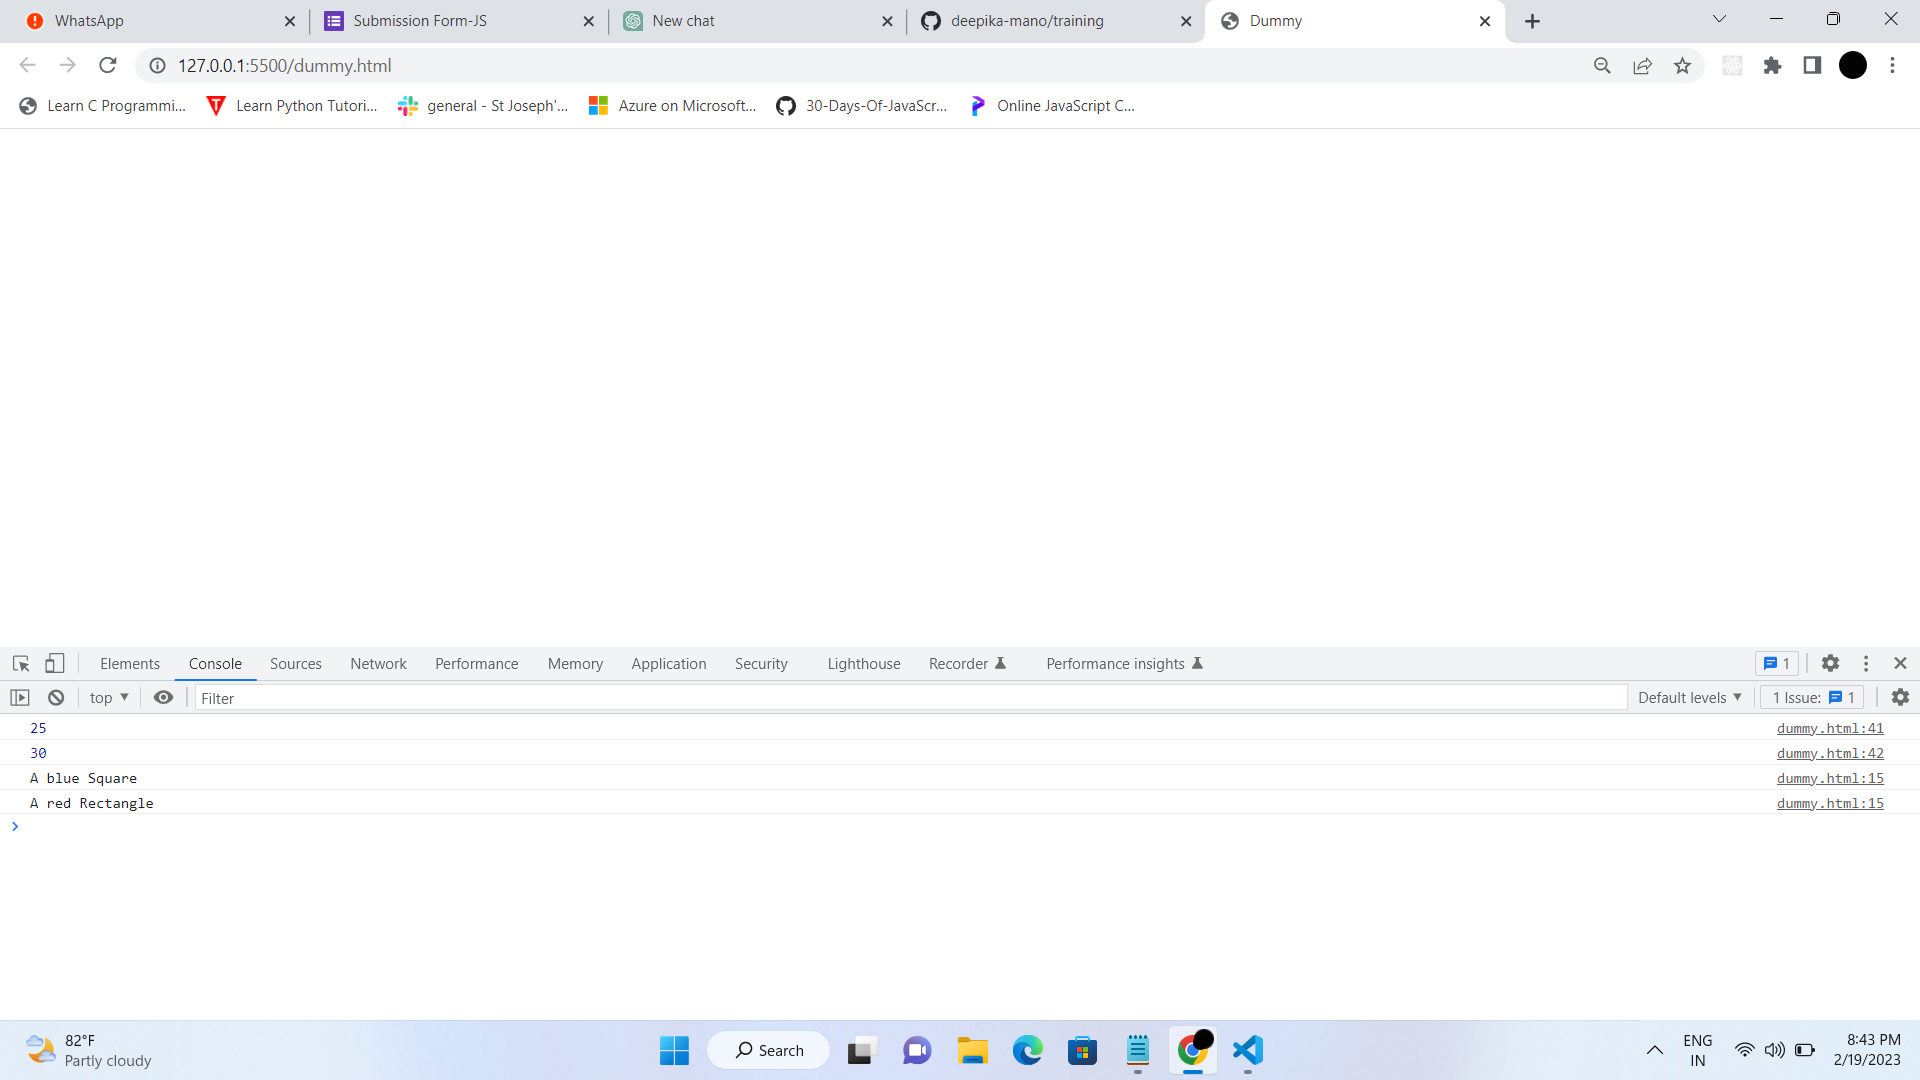 WhatsApp
Submission Form-JS
New chat
deepika-mano/training
Dummy
127.0.0.1:5500/dummy.html
Learn C Programmi...
Learn Python Tutori...
general - St Joseph'...
Azure on Microsoft...
30-Days-Of-JavaScr...
Online JavaScript C...
Elements
Console
Sources
Network
Performance
Memory
Application
Security
Lighthouse
Recorder
Performance insights
1
top
Filter
Default levels
1 Issue: 1
25 dummy.html:41
30 dummy.html:42
A blue Square dummy.html:15
A red Rectangle dummy.html:15
82°F
Partly cloudy
Search
ENG
IN
8:43 PM
2/19/2023